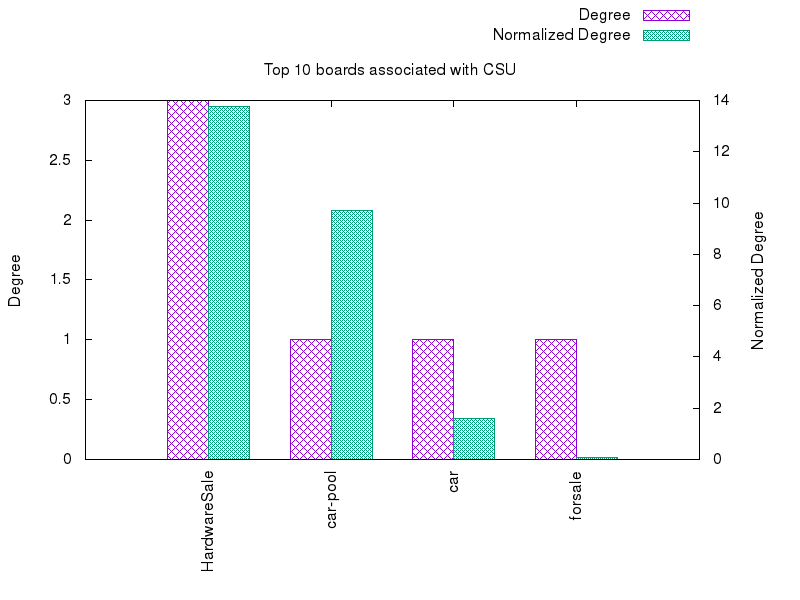 Degree
Normalized Degree
Top 10 boards associated with CSU
3
2.5
2
1.5
1
0.5
0
14
12
10
8
6
4
2
0
Degree
Normalized Degree
HardwareSale
car-pool
car
forsale